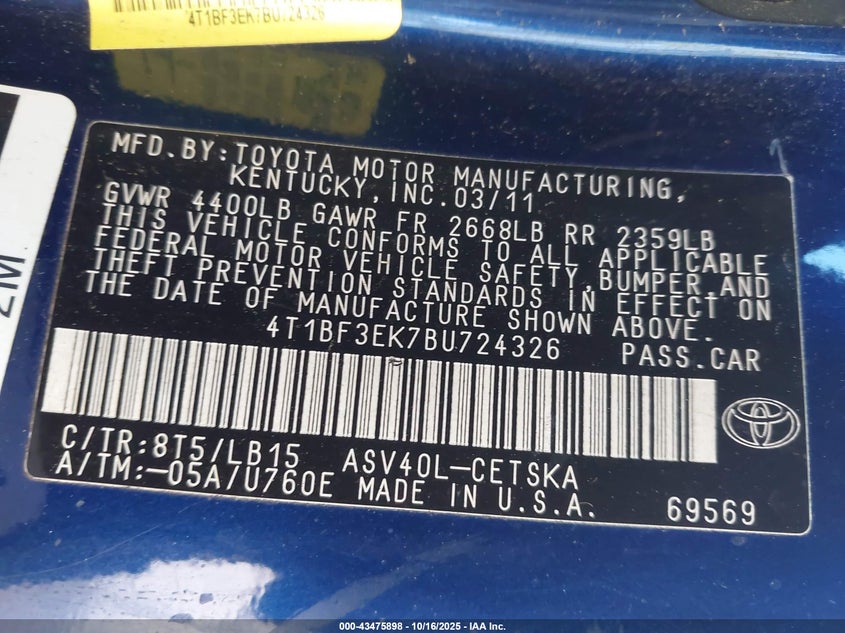 4T1BF3EK7BU724326
MFD.BY:TOYOTA MOTOR MANUFACTURING,
KENTUCKY,INC.03/11
GVWR 4400LB GAWR FR 2668LB RR 2359LB
THIS VEHICLE CONFORMS TO ALL APPLICABLE
FEDERAL MOTOR VEHICLE SAFETY,BUMPER,AND
THEFT PREVENTION STANDARDS IN EFFECT ON
THE DATE OF MANUFACTURE SHOWN ABOVE.
4T1BF3EK7BU724326 PASS.CAR
C/TR:8T5/LB15 ASV40L-CETSKA
A/TM:-05A/U760E MADE IN U.S.A.
69569
2M
000-43475898 - 10/16/2025 - IAA Inc.